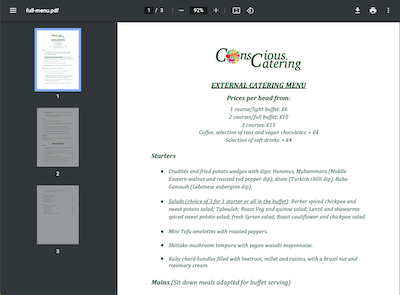 full-menu.pdf
1 / 3
92%
Conscious
Catering
EXTERNAL CATERING MENU
Prices per head from:
1 course/light buffet: £6
2 courses/full buffet: £10
3 courses: £15
Coffee, selection of teas and vegan chocolates: + £4
Selection of soft drinks: + £4
Starters
Crudités and fried potato wedges with dips: Hummus, Muhammara (Middle
Eastern walnut and roasted red pepper dip), Atom (Turkish chilli dip), Baba
Ganoush (Lebanese aubergine dip).
Salads (choice of 3 for 1 starter or all in the buffet): Berber spiced chickpea and
sweet potato salad; Tabouleh; Roast Veg and quinoa salad; Lentil and shawarma
spiced sweet potato salad; fresh Syrian salad; Roast cauliflower and chickpea salad.
Mini Tofu omelettes with roasted peppers.
Shiitake mushroom tempura with vegan wasabi mayonnaise.
Ruby chard bundles filled with beetroot, millet and raisins, with a brazil nut and
rosemary cream.
Mains (Sit down meals adapted for buffet serving)
1
2
3